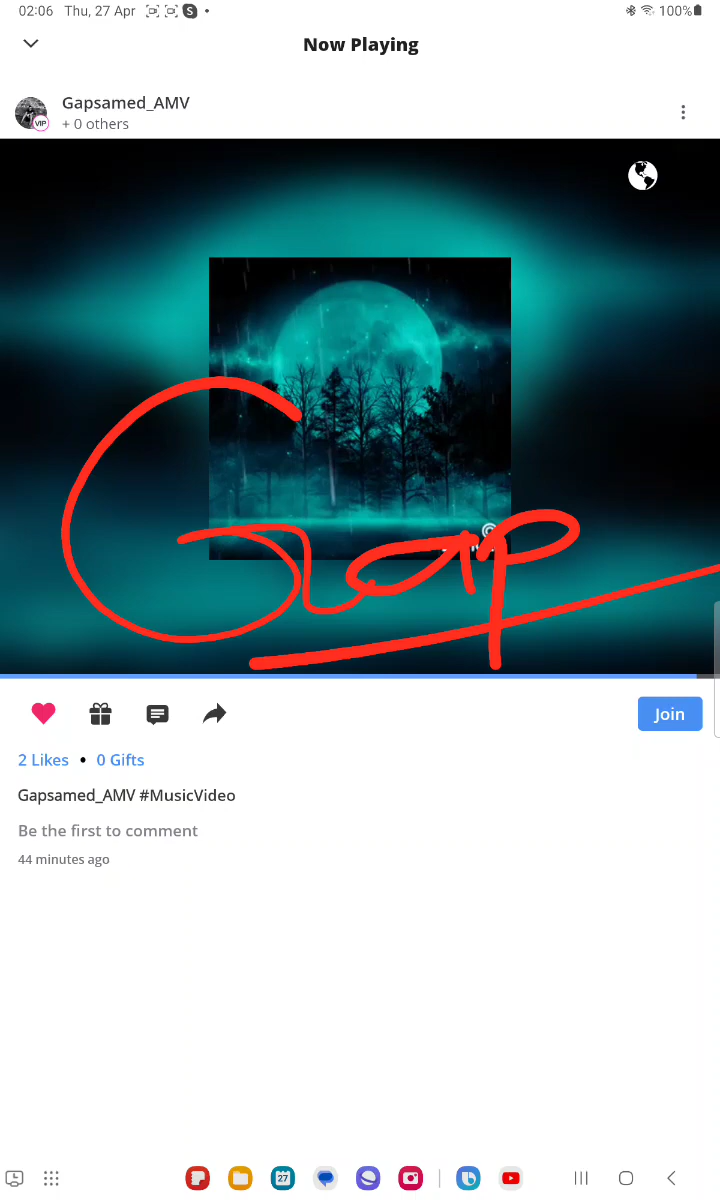 02:06 Thu, 27 Apr S • 100%
Now Playing
Gapsamed_AMV
VIP
+ 0 others
Gap
Join
2 Likes • 0 Gifts
Gapsamed_AMV #MusicVideo
Be the first to comment
44 minutes ago
27